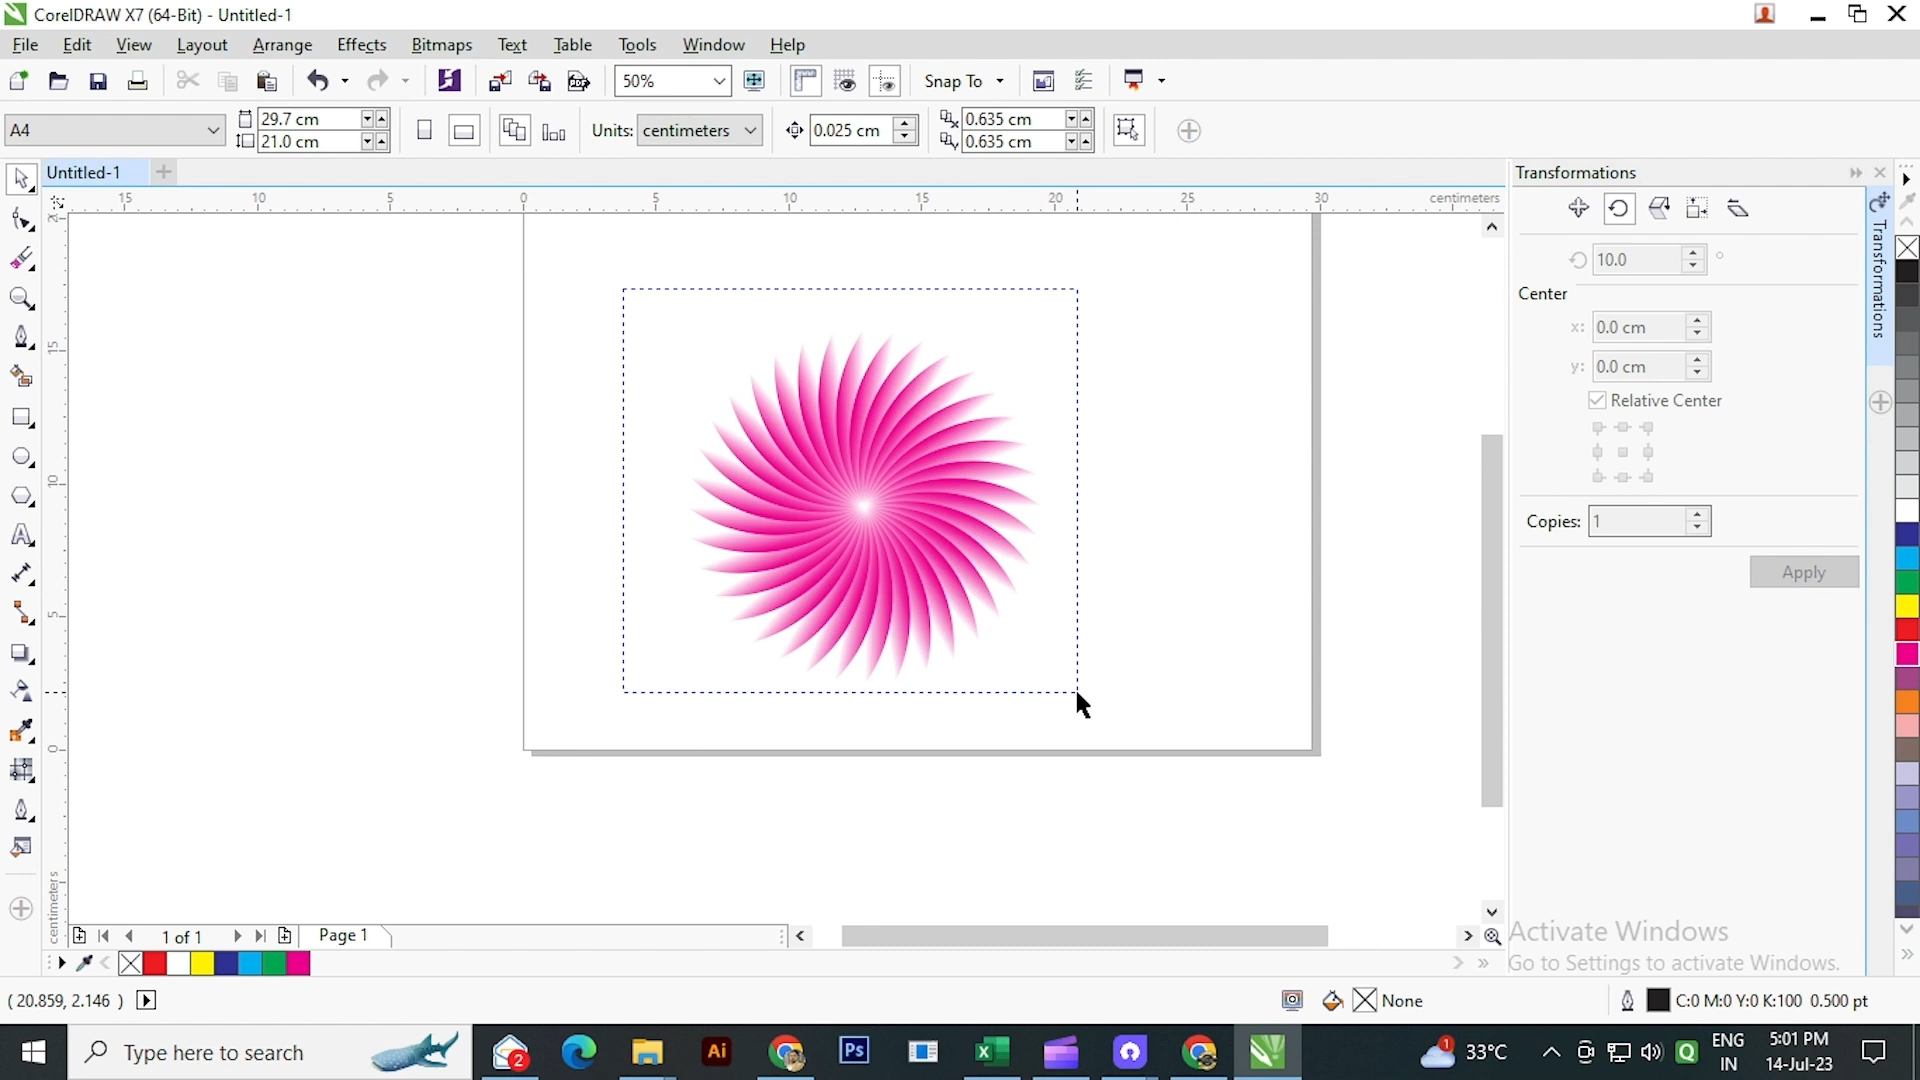 CorelDRAW X7 (64-Bit) - Untitled-1
File Edit View Layout Arrange Effects Bitmaps Text Table Tools Window Help
50% Snap To
A4 29.7 cm 21.0 cm Units: centimeters 0.025 cm 0.635 cm 0.635 cm
Untitled-1
15 10 5 0 5 10 15 20 25 30 centimeters
15
10
5
0
centimeters
Transformations
10.0 °
Center
x: 0.0 cm
y: 0.0 cm
Relative Center
Copies: 1
Apply
Transformations
1 of 1 Page 1
Activate Windows
Go to Settings to activate Windows.
( 20.859, 2.146 ) None C:0 M:0 Y:0 K:100 0.500 pt
Type here to search 2 Ai Ps 1 33°C ENG IN 5:01 PM 14-Jul-23